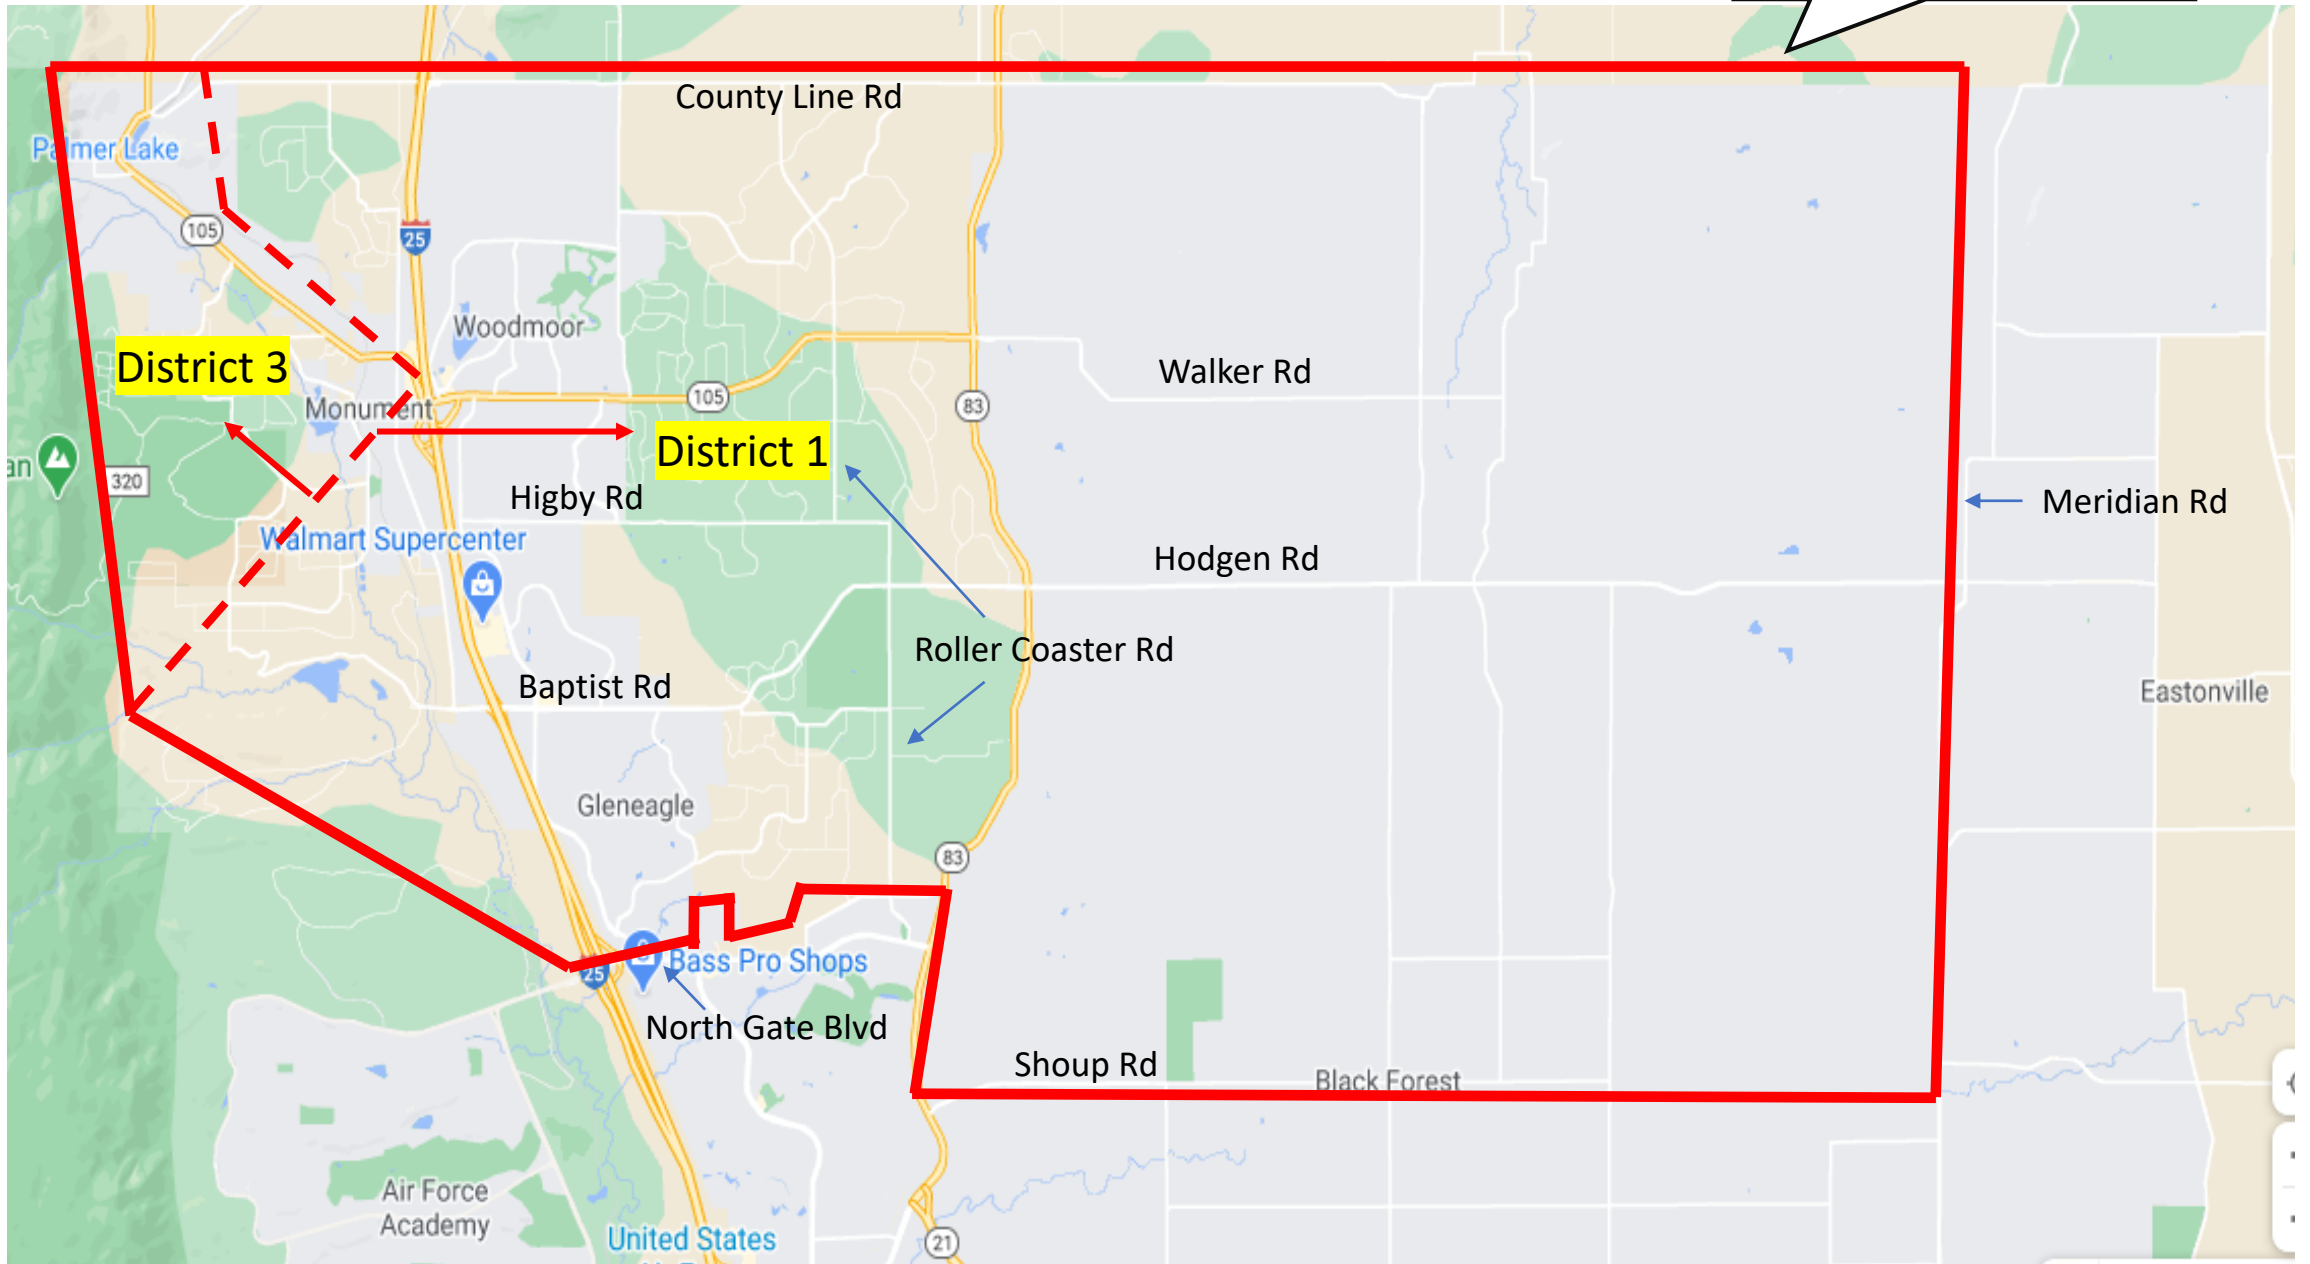 County Line Rd
Palmer Lake
105
25
Woodmoor
District 3
Walker Rd
Monument
105
83
District 1
an
320
Higby Rd
Meridian Rd
Walmart Supercenter
Hodgen Rd
Roller Coaster Rd
Baptist Rd
Eastonville
Gleneagle
83
Bass Pro Shops
25
North Gate Blvd
Shoup Rd
Black Forest
Air Force
Academy
United States
21